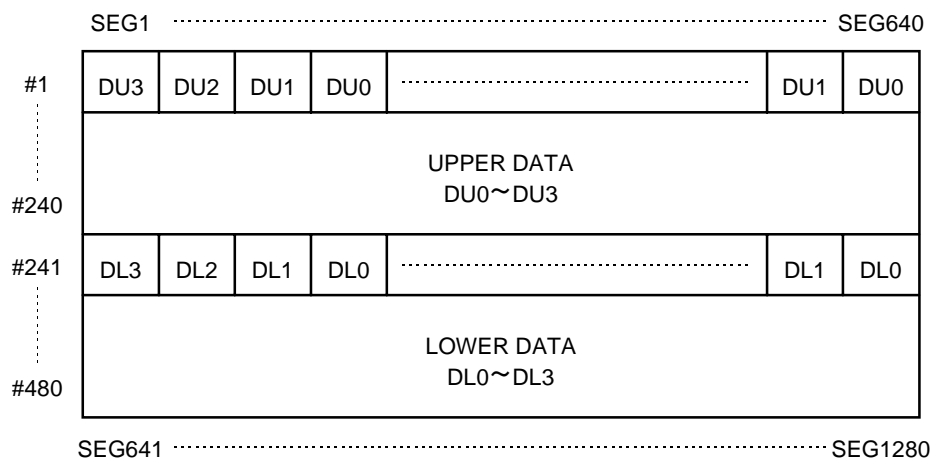 SEG1 SEG640
#1 DU3 DU2 DU1 DU0 DU1 DU0
UPPER DATA
DU0~DU3
#240
#241 DL3 DL2 DL1 DL0 DL1 DL0
LOWER DATA
DL0~DL3
#480
SEG641 SEG1280